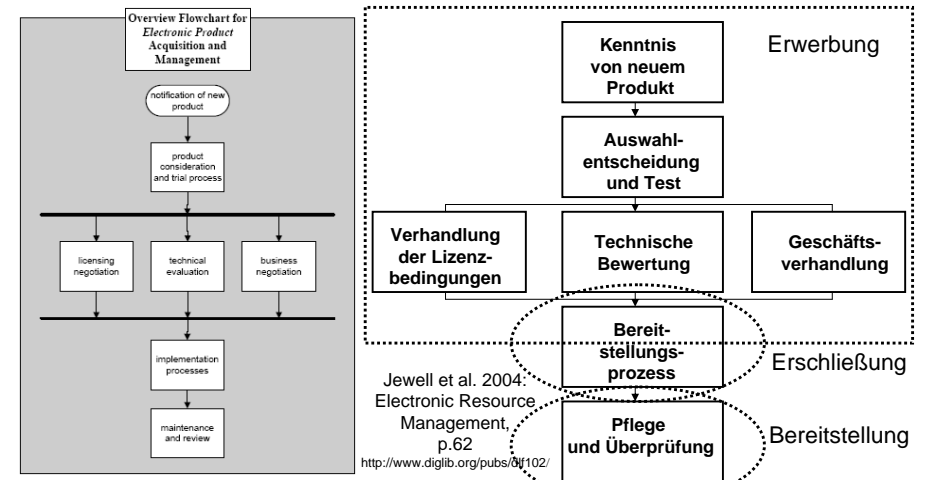 Overview Flowchart for
Electronic Product
Acquisition and
Management
notification of new
product
product
consideration
and trial process
licensing
negotiation
technical
evaluation
business
negotiation
implementation
processes
maintenance
and review
Erwerbung
Kenntnis
von neuem
Produkt
Auswahl-
entscheidung
und Test
Verhandlung
der Lizenz-
bedingungen
Technische
Bewertung
Geschäfts-
verhandlung
Bereit-
stellungs-
prozess
Erschließung
Jewell et al. 2004:
Electronic Resource
Management,
p.62
http://www.diglib.org/pubs/dlf102/
Pflege
und Überprüfung
Bereitstellung